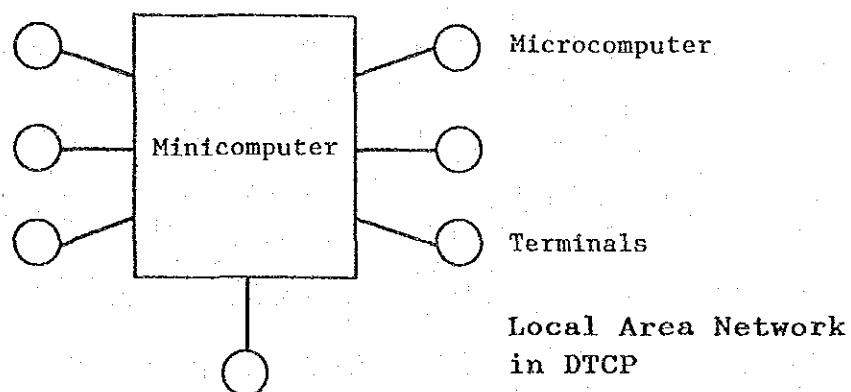 Microcomputer
Minicomputer
Terminals
Local Area Network
in DTCP